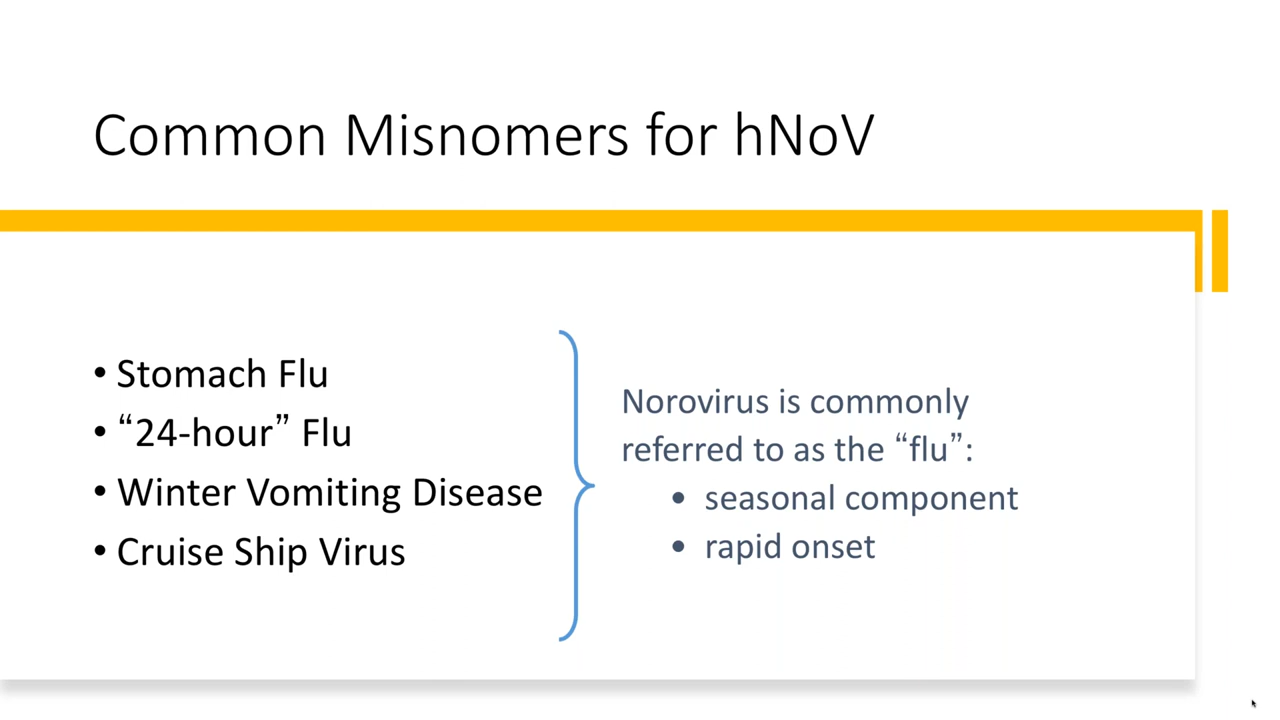 Common Misnomers for hNoV
• Stomach Flu
• “24-hour” Flu
• Winter Vomiting Disease
• Cruise Ship Virus
Norovirus is commonly
referred to as the “flu”:
• seasonal component
• rapid onset